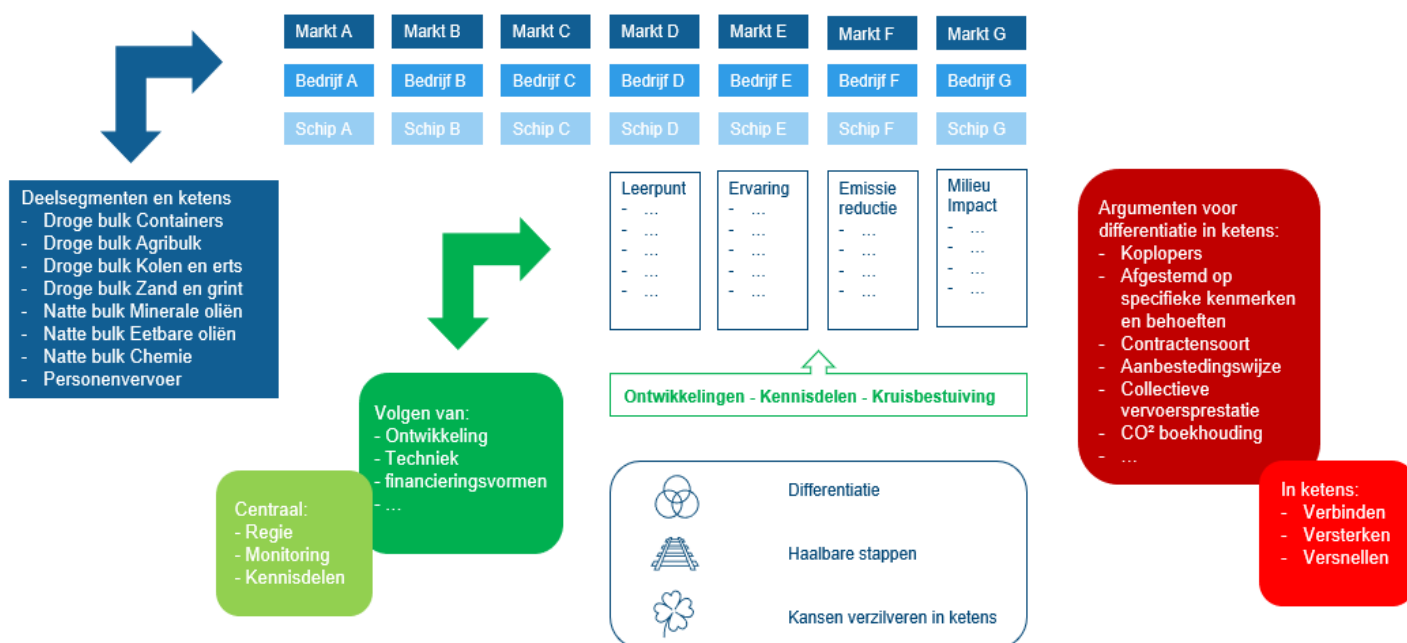 Markt A
Markt B
Markt C
Markt D
Markt E
Markt F
Markt G
Bedrijf A
Bedrijf B
Bedrijf C
Bedrijf D
Bedrijf E
Bedrijf F
Bedrijf G
Schip A
Schip B
Schip C
Schip D
Schip E
Schip F
Schip G
Deelsegmenten en ketens
- Droge bulk Containers
- Droge bulk Agribulk
- Droge bulk Kolen en erts
- Droge bulk Zand en grint
- Natte bulk Minerale oliën
- Natte bulk Eetbare oliën
- Natte bulk Chemie
- Personenvervoer
Leerpunt
- ...
- ...
- ...
- ...
- ...
Ervaring
- ...
- ...
- ...
- ...
- ...
Emissie
reductie
- ...
- ...
- ...
- ...
Milieu
Impact
- ...
- ...
- ...
- ...
Ontwikkelingen - Kennisdelen - Kruisbestuiving
Volgen van:
- Ontwikkeling
- Techniek
- financieringsvormen
- ...
Centraal:
- Regie
- Monitoring
- Kennisdelen
Differentiatie
Haalbare stappen
Kansen verzilveren in ketens
Argumenten voor
differentiatie in ketens:
- Koplopers
- Afgestemd op
specifieke kenmerken
en behoeften
- Contractensoort
- Aanbestedingswijze
- Collectieve
vervoersprestatie
- CO² boekhouding
- ...
In ketens:
- Verbinden
- Versterken
- Versnellen